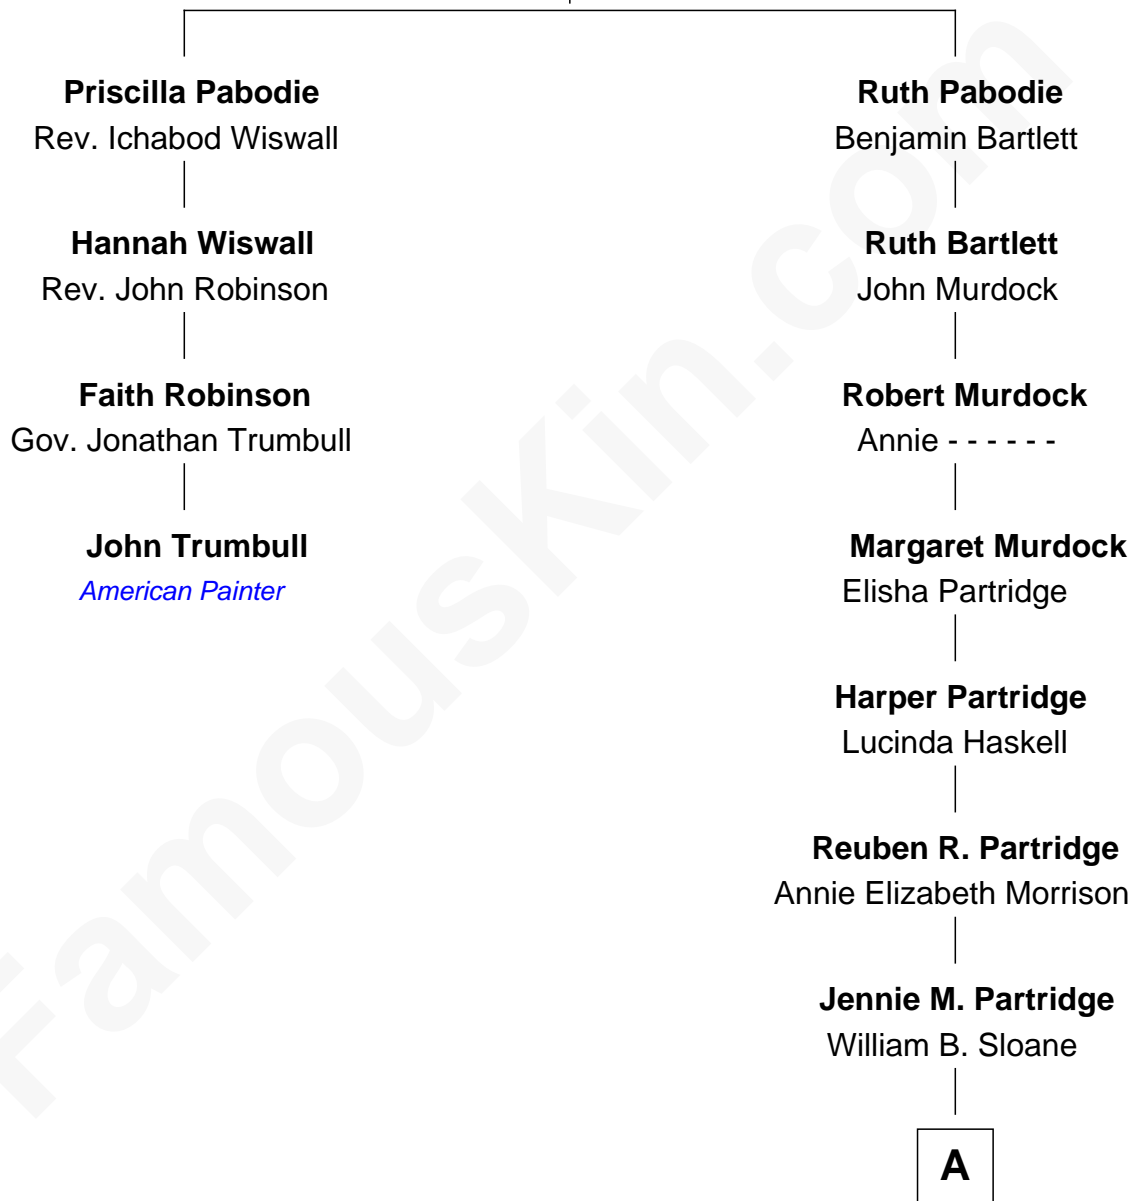 Priscilla Pabodie
Rev. Ichabod Wiswall
Hannah Wiswall
Rev. John Robinson
Faith Robinson
Gov. Jonathan Trumbull
John Trumbull
American Painter
Ruth Pabodie
Benjamin Bartlett
Ruth Bartlett
John Murdock
Robert Murdock
Annie - - - - - -
Margaret Murdock
Elisha Partridge
Harper Partridge
Lucinda Haskell
Reuben R. Partridge
Annie Elizabeth Morrison
Jennie M. Partridge
William B. Sloane
A
FamousKin.com